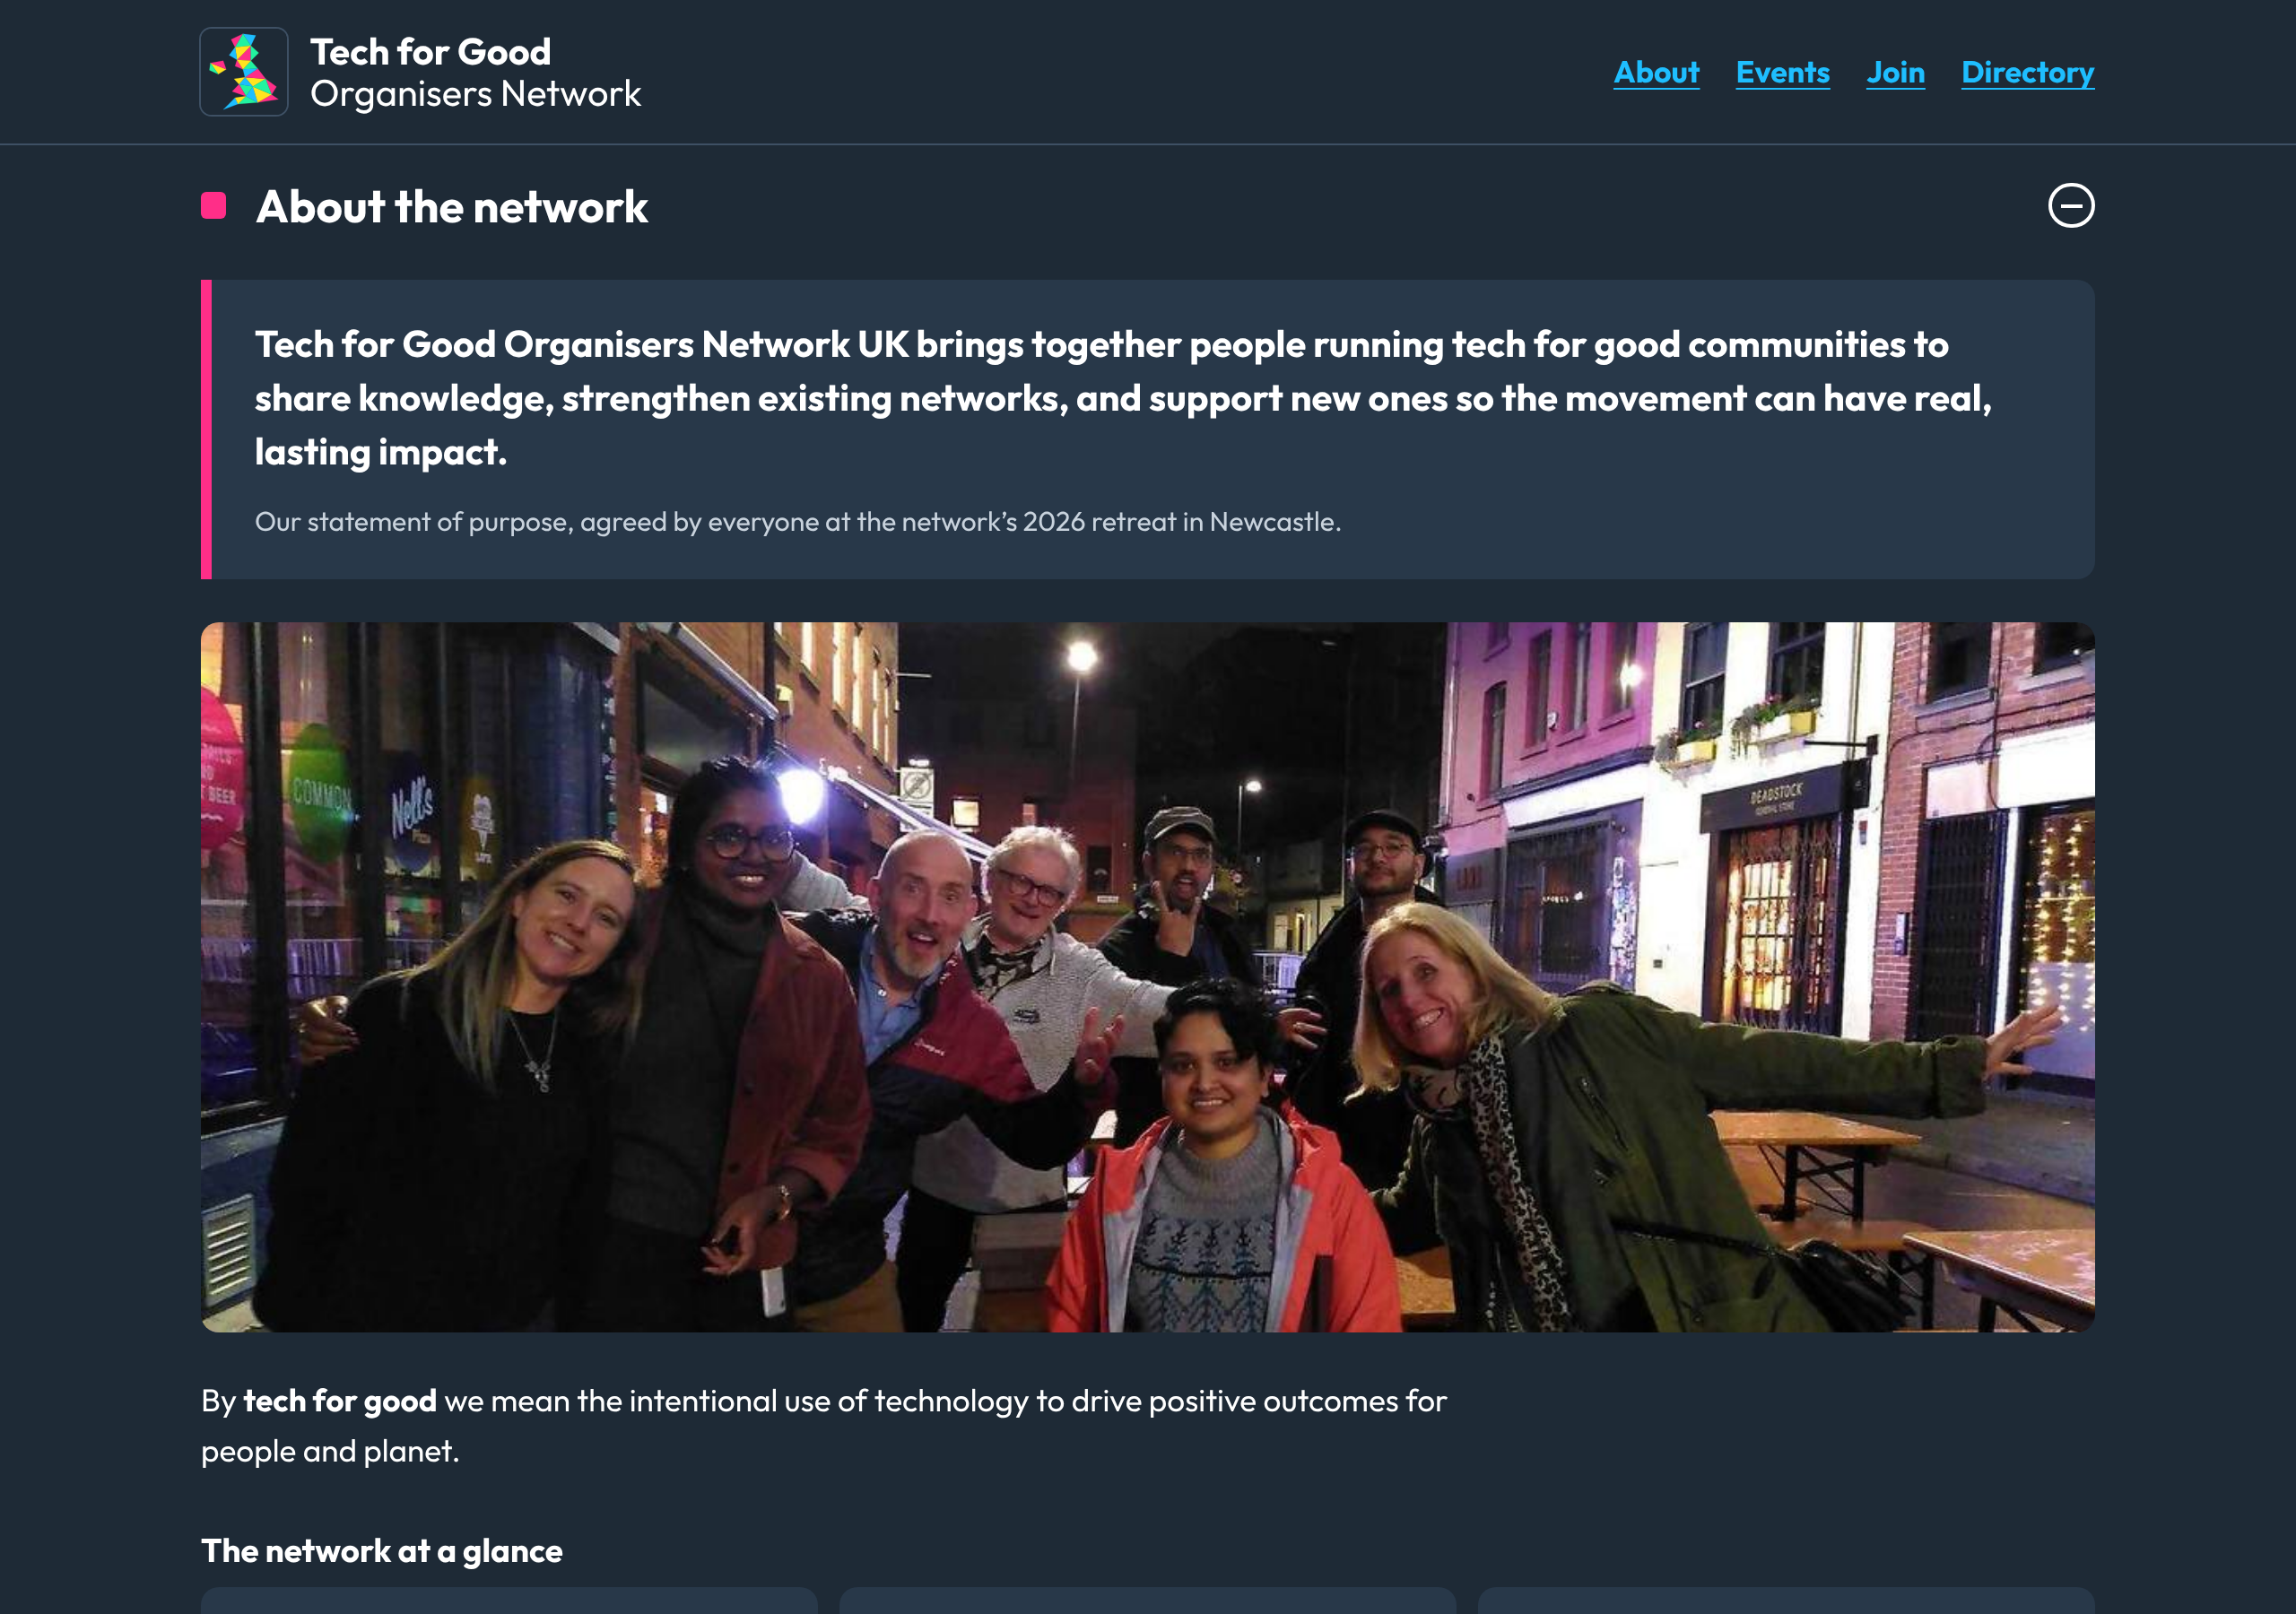 Tech for Good
Organisers Network
About Events Join Directory
About the network
Tech for Good Organisers Network UK brings together people running tech for good communities to
share knowledge, strengthen existing networks, and support new ones so the movement can have real,
lasting impact.
Our statement of purpose, agreed by everyone at the network’s 2026 retreat in Newcastle.
BEER
COMMON
Nell's
Pizza
DEADSTOCK
GENERAL STORE
By tech for good we mean the intentional use of technology to drive positive outcomes for
people and planet.
The network at a glance